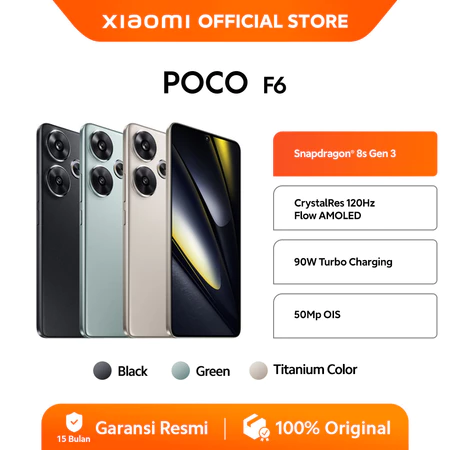 xiaomi OFFICIAL STORE
POCO F6
Snapdragon® 8s Gen 3
CrystalRes 120Hz
Flow AMOLED
90W Turbo Charging
50Mp OIS
Black
Green
Titanium Color
15 Bulan
Garansi Resmi
100% Original